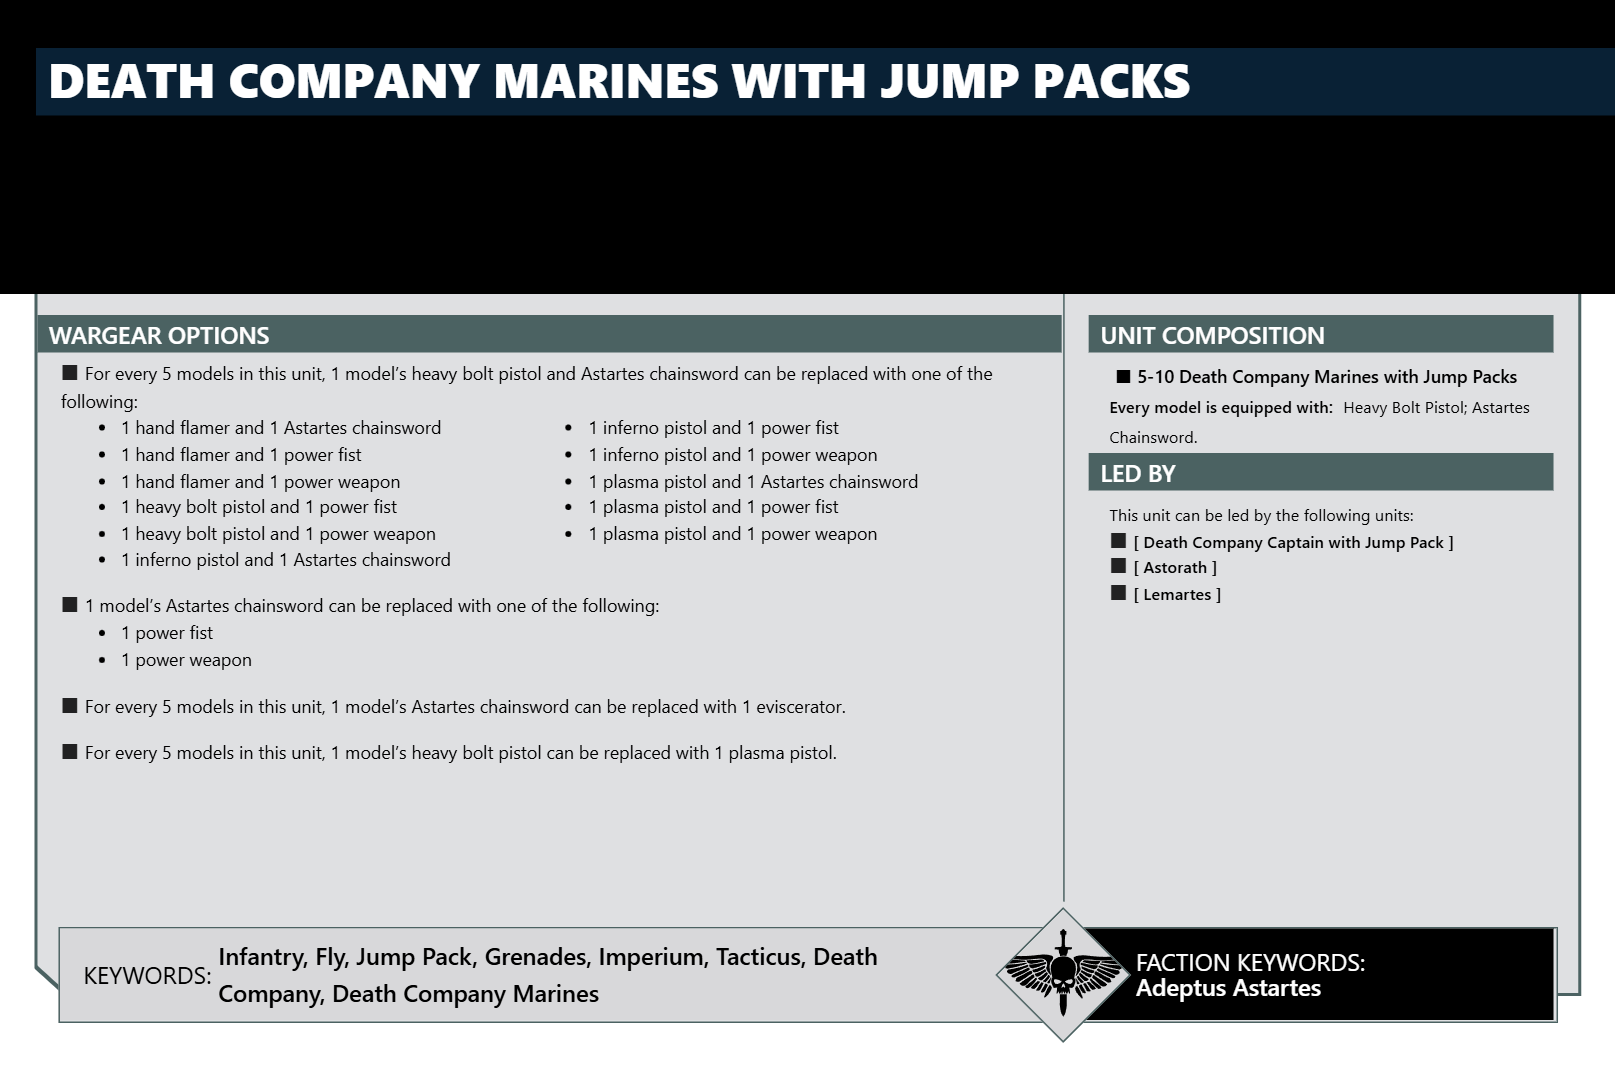 DEATH COMPANY MARINES WITH JUMP PACKS
WARGEAR OPTIONS
■ For every 5 models in this unit, 1 model’s heavy bolt pistol and Astartes chainsword can be replaced with one of the
following:
• 1 hand flamer and 1 Astartes chainsword
• 1 hand flamer and 1 power fist
• 1 hand flamer and 1 power weapon
• 1 heavy bolt pistol and 1 power fist
• 1 heavy bolt pistol and 1 power weapon
• 1 inferno pistol and 1 Astartes chainsword
• 1 inferno pistol and 1 power fist
• 1 inferno pistol and 1 power weapon
• 1 plasma pistol and 1 Astartes chainsword
• 1 plasma pistol and 1 power fist
• 1 plasma pistol and 1 power weapon
■ 1 model’s Astartes chainsword can be replaced with one of the following:
• 1 power fist
• 1 power weapon
■ For every 5 models in this unit, 1 model’s Astartes chainsword can be replaced with 1 eviscerator.
■ For every 5 models in this unit, 1 model’s heavy bolt pistol can be replaced with 1 plasma pistol.
UNIT COMPOSITION
■ 5-10 Death Company Marines with Jump Packs
Every model is equipped with: Heavy Bolt Pistol; Astartes
Chainsword.
LED BY
This unit can be led by the following units:
■ [ Death Company Captain with Jump Pack ]
■ [ Astorath ]
■ [ Lemartes ]
KEYWORDS:
Infantry, Fly, Jump Pack, Grenades, Imperium, Tacticus, Death
Company, Death Company Marines
FACTION KEYWORDS:
Adeptus Astartes